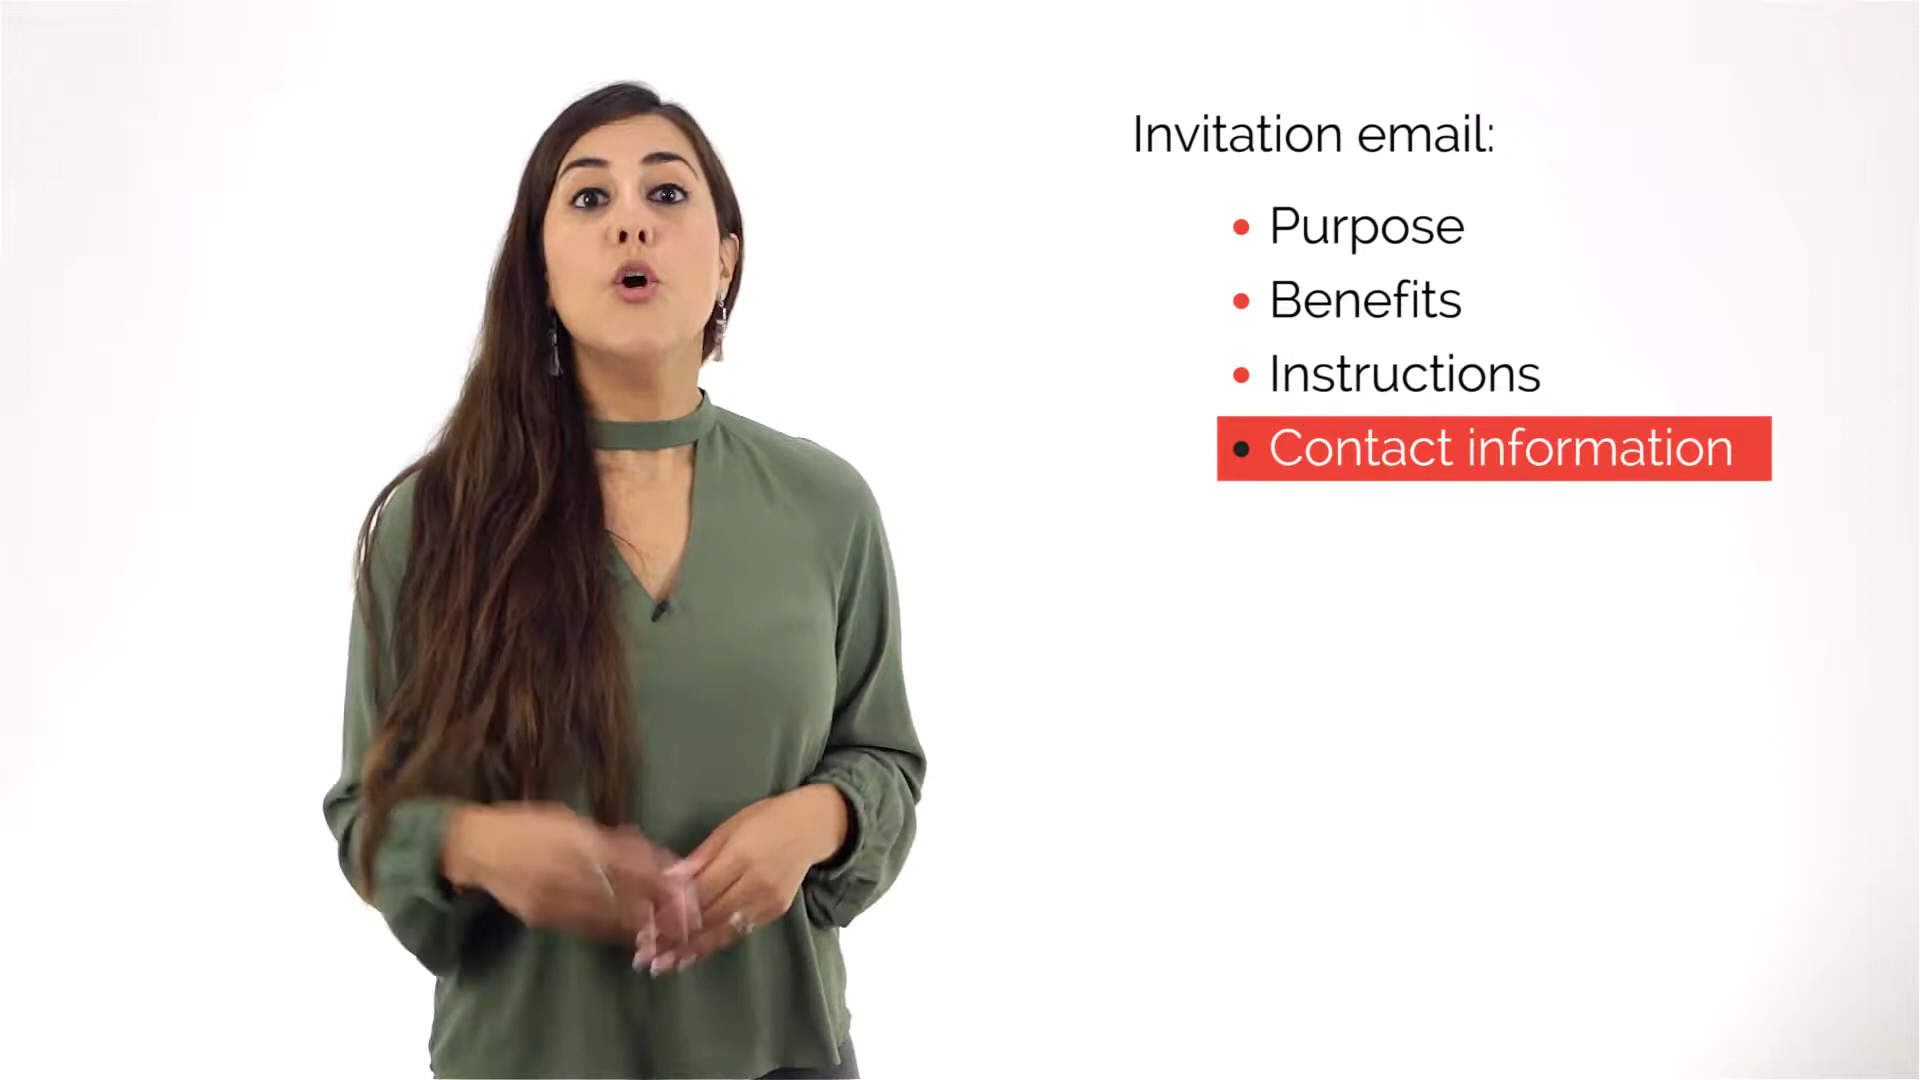 Invitation email:
• Purpose
• Benefits
• Instructions
• Contact information